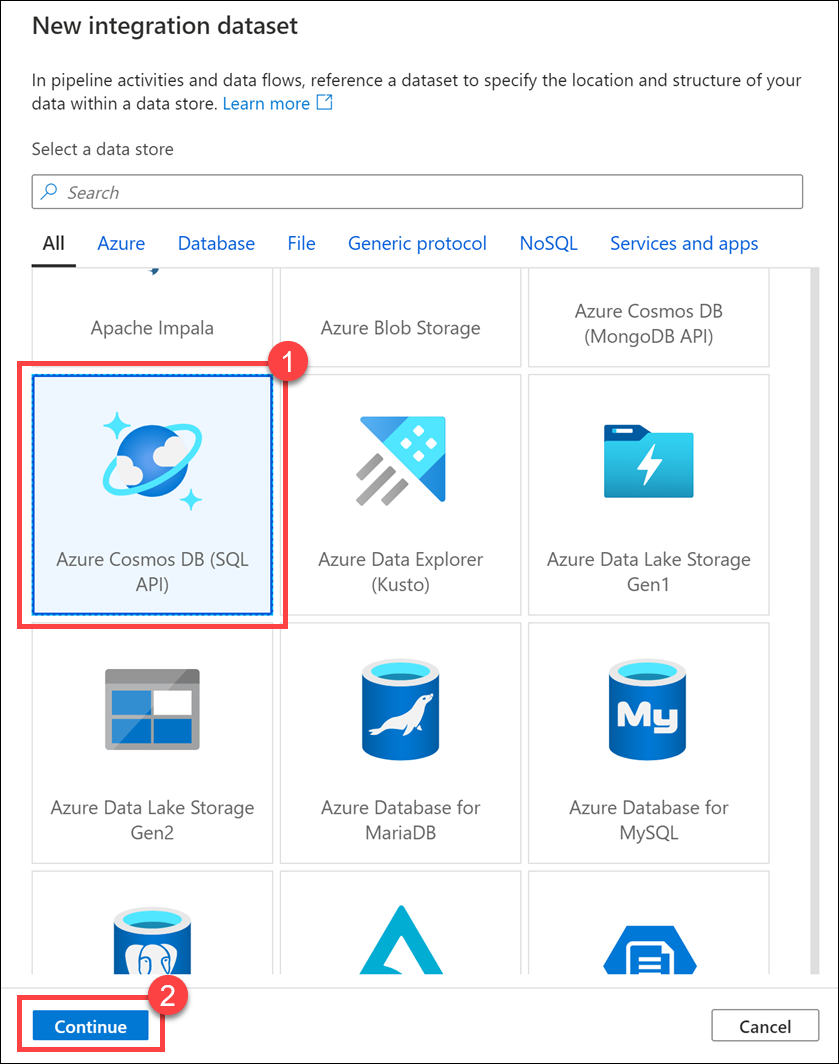 New integration dataset
In pipeline activities and data flows, reference a dataset to specify the location and structure of your
data within a data store. Learn more
Select a data store
Search
All Azure Database File Generic protocol NoSQL Services and apps
Apache Impala
Azure Blob Storage
Azure Cosmos DB
(MongoDB API)
1
Azure Cosmos DB (SQL
API)
Azure Data Explorer
(Kusto)
Azure Data Lake Storage
Gen1
Azure Data Lake Storage
Gen2
Azure Database for
MariaDB
My
Azure Database for
MySQL
2
Continue
Cancel